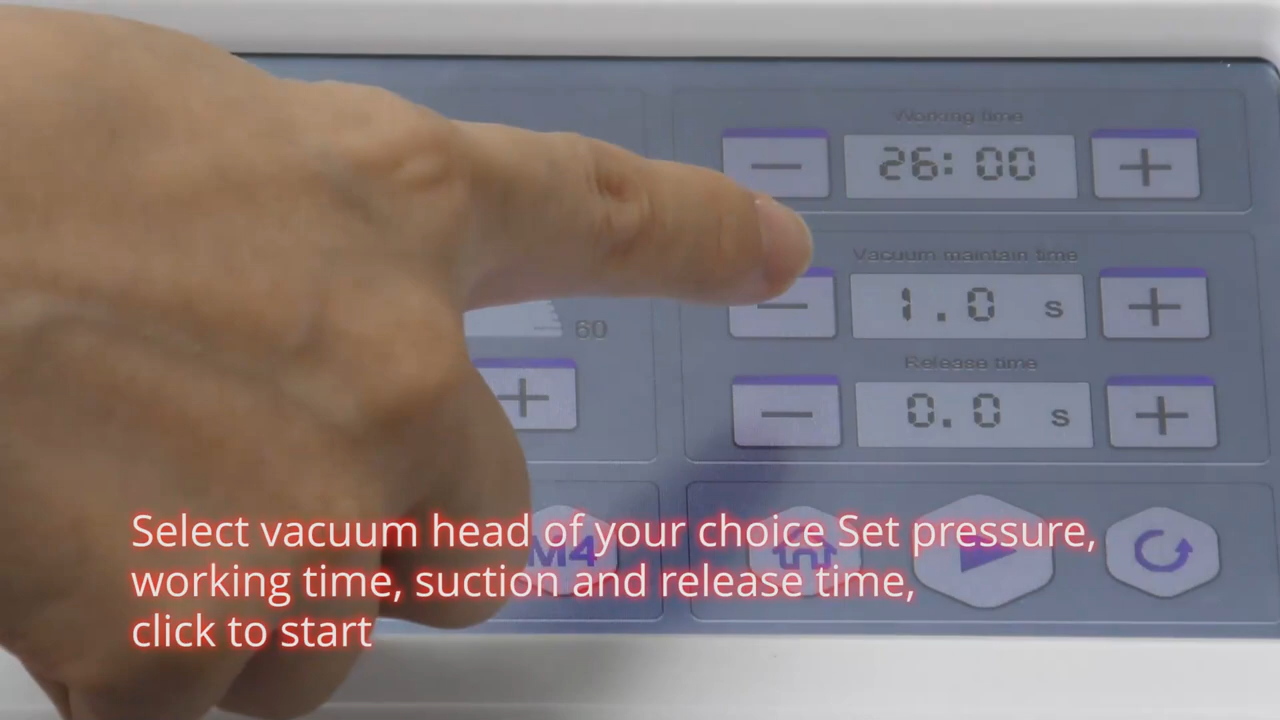 Working time
26:00
Vacuum maintain time
1.0 s
60
Release time
0.0 s
M4
Select vacuum head of your choice Set pressure,
working time, suction and release time,
click to start